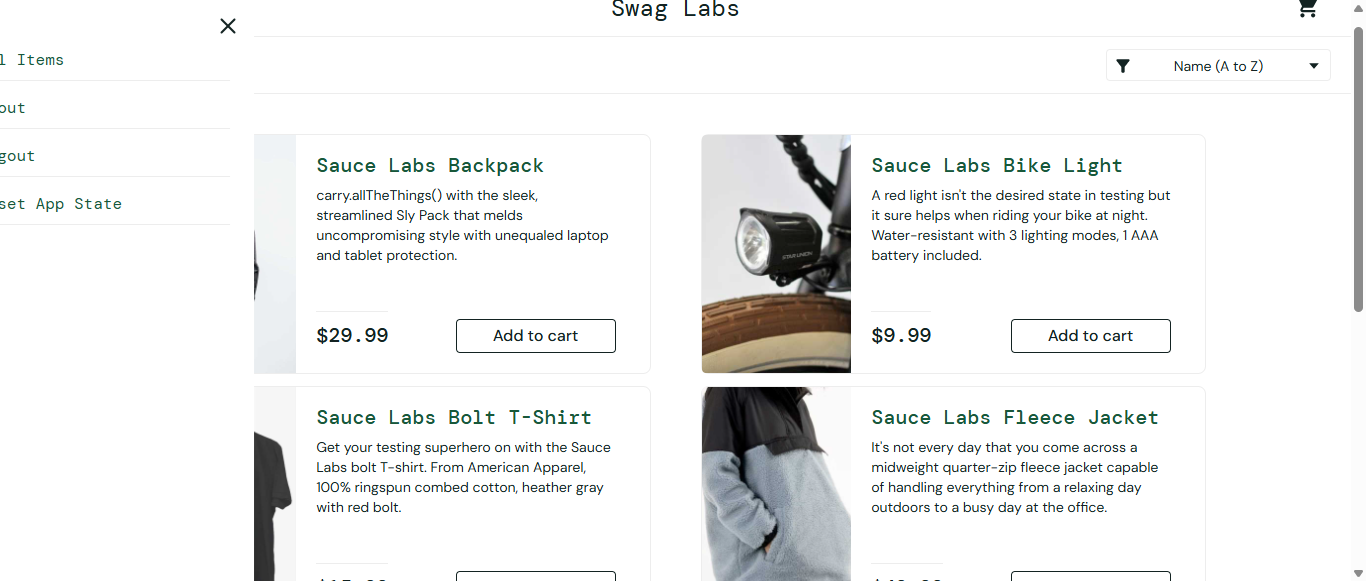 Swag Labs
l Items
out
gout
set App State
Name (A to Z)
Sauce Labs Backpack
carry.allTheThings() with the sleek,
streamlined Sly Pack that melds
uncompromising style with unequaled laptop
and tablet protection.
$29.99
Add to cart
Sauce Labs Bike Light
A red light isn't the desired state in testing but
it sure helps when riding your bike at night.
Water-resistant with 3 lighting modes, 1 AAA
battery included.
$9.99
Add to cart
Sauce Labs Bolt T-Shirt
Get your testing superhero on with the Sauce
Labs bolt T-shirt. From American Apparel,
100% ringspun combed cotton, heather gray
with red bolt.
Sauce Labs Fleece Jacket
It's not every day that you come across a
midweight quarter-zip fleece jacket capable
of handling everything from a relaxing day
outdoors to a busy day at the office.